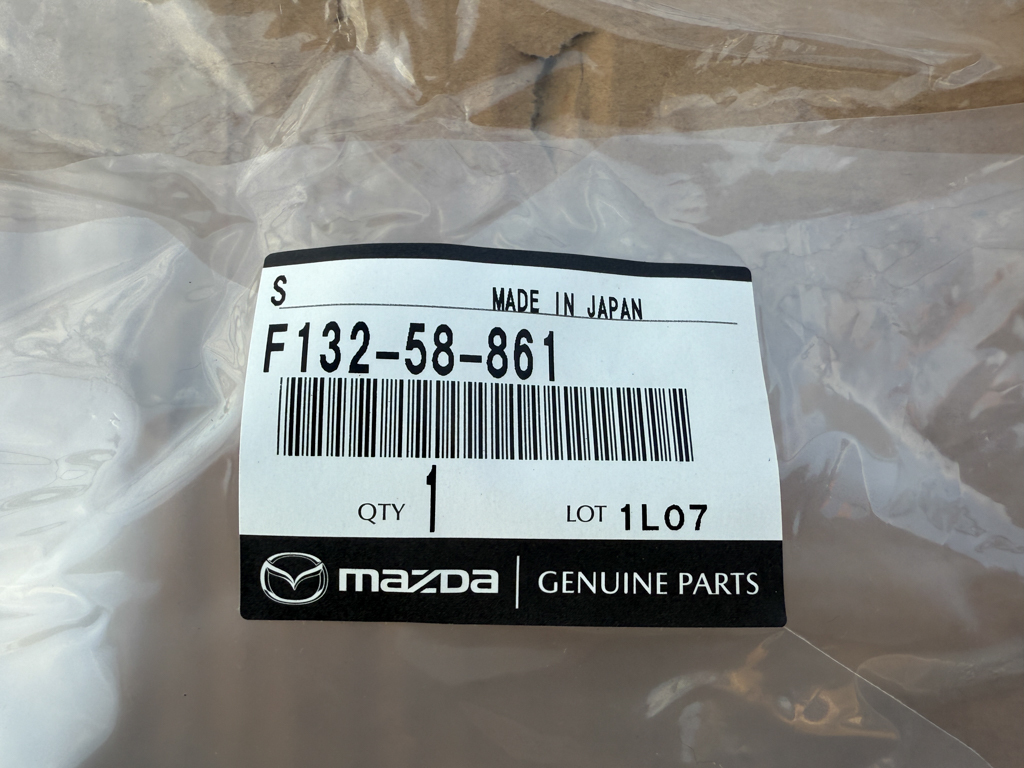 S
MADE IN JAPAN
F132-58-861
QTY 1 LOT 1L07
mazDa | GENUINE PARTS